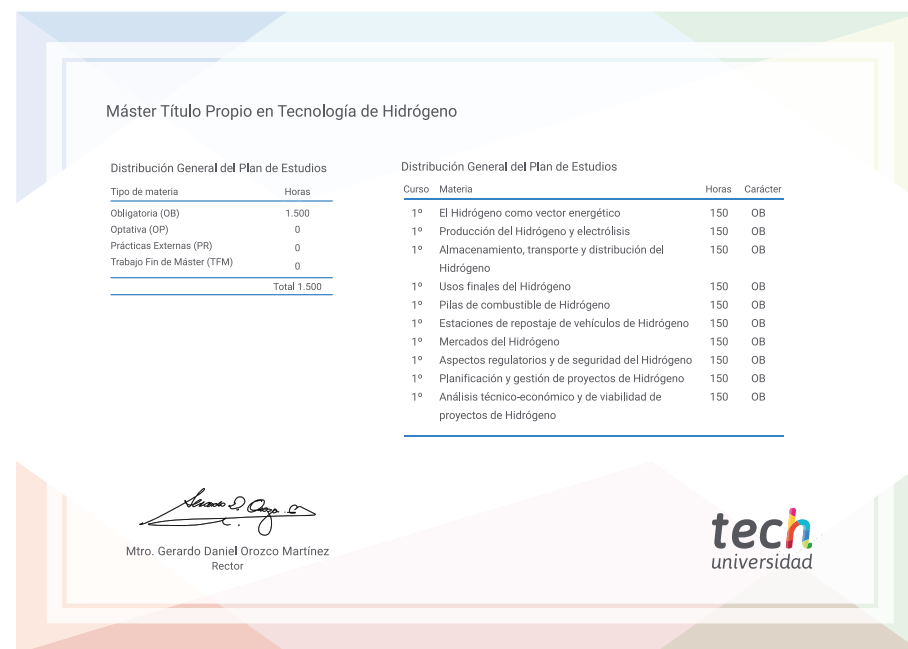 Máster Título Propio en Tecnología de Hidrógeno
Distribución General del Plan de Estudios
Tipo de materia Horas
Obligatoria (OB) 1.500
Optativa (OP) 0
Prácticas Externas (PR) 0
Trabajo Fin de Máster (TFM) 0
Total 1.500
Distribución General del Plan de Estudios
Curso Materia Horas Carácter
1º El Hidrógeno como vector energético 150 OB
1º Producción del Hidrógeno y electrólisis 150 OB
1º Almacenamiento, transporte y distribución del 150 OB
Hidrógeno
1º Usos finales del Hidrógeno 150 OB
1º Pilas de combustible de Hidrógeno 150 OB
1º Estaciones de repostaje de vehículos de Hidrógeno 150 OB
1º Mercados del Hidrógeno 150 OB
1º Aspectos regulatorios y de seguridad del Hidrógeno 150 OB
1º Planificación y gestión de proyectos de Hidrógeno 150 OB
1º Análisis técnico-económico y de viabilidad de 150 OB
proyectos de Hidrógeno
Mtro. Gerardo Daniel Orozco Martínez
Rector
tech
universidad